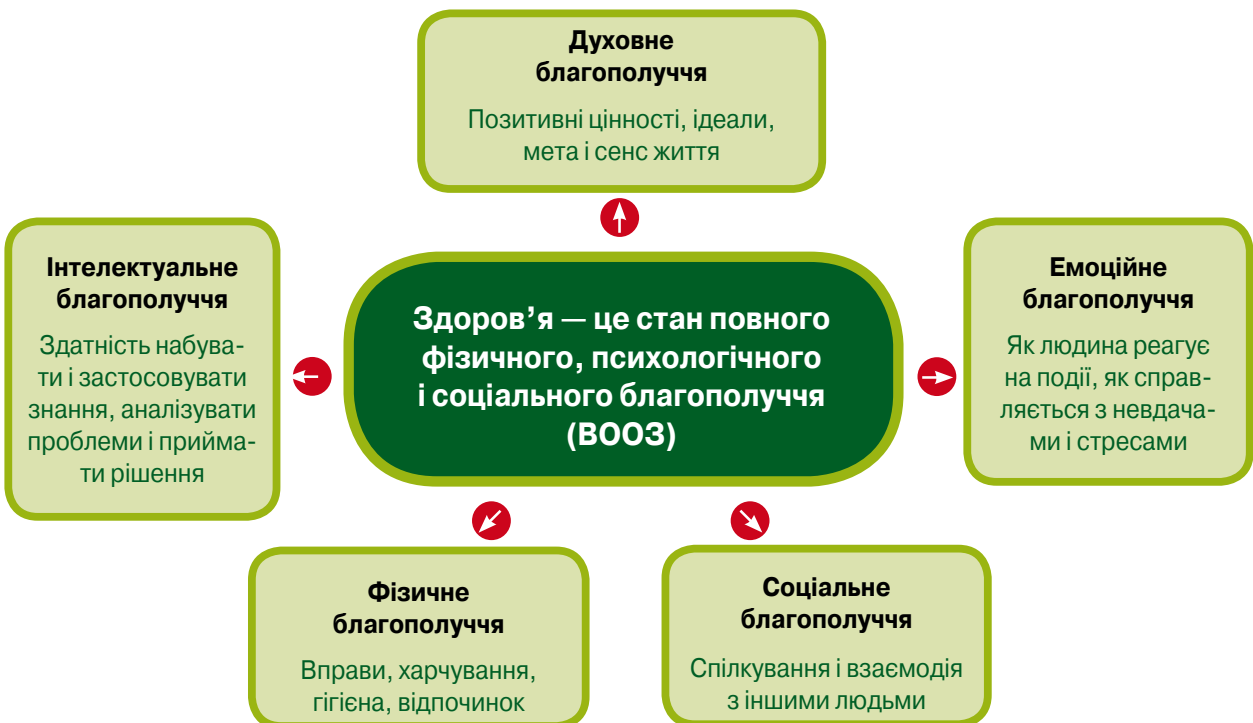 Духовне
благополуччя
Позитивні цінності, ідеали,
мета і сенс життя
Інтелектуальне
благополуччя
Здатність набува-
ти і застосовувати
знання, аналізувати
проблеми і прийма-
ти рішення
Здоров’я — це стан повного
фізичного, психологічного
і соціального благополуччя
(ВООЗ)
Емоційне
благополуччя
Як людина реагує
на події, як справ-
ляється з невдача-
ми і стресами
Фізичне
благополуччя
Вправи, харчування,
гігієна, відпочинок
Соціальне
благополуччя
Спілкування і взаємодія
з іншими людьми